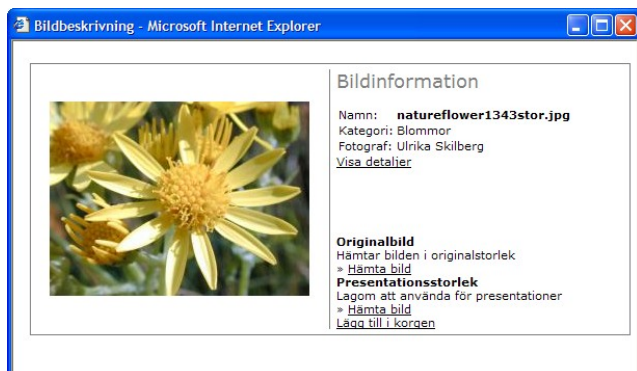 Bildbeskrivning - Microsoft Internet Explorer
Bildinformation
Namn: natureflower1343stor.jpg
Kategori: Blommor
Fotograf: Ulrika Skilberg
Visa detaljer
Originalbild
Hämtar bilden i originalstorlek
» Hämta bild
Presentationsstorlek
Lagom att använda för presentationer
» Hämta bild
Lägg till i korgen